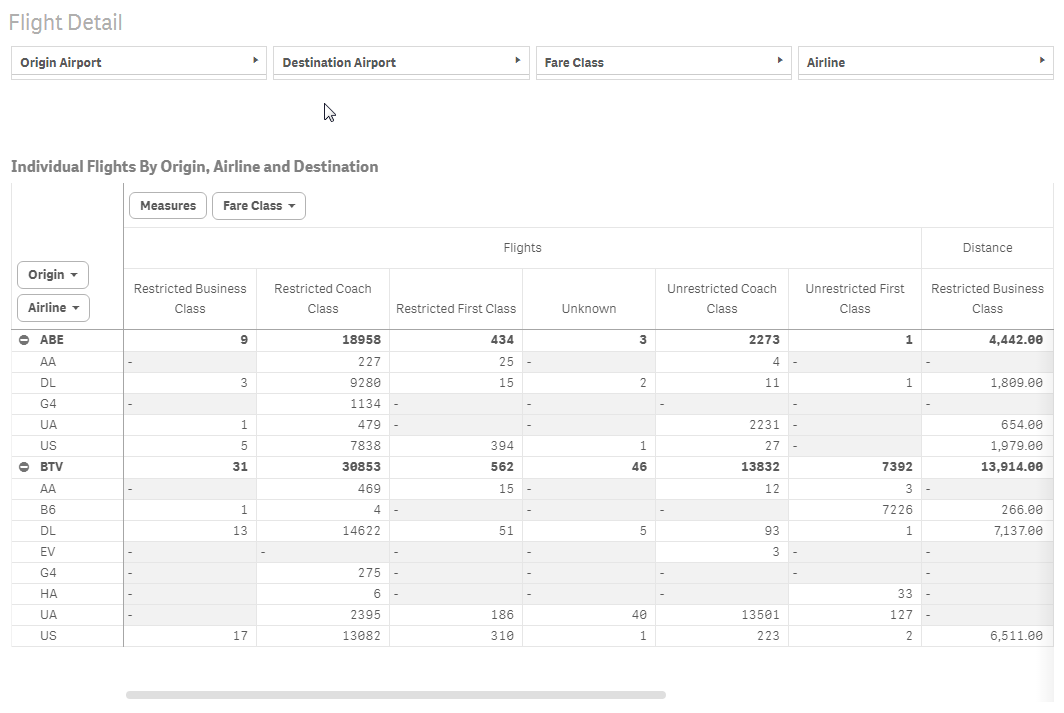 Flight Detail
Origin Airport Destination Airport Fare Class Airline
Individual Flights By Origin, Airline and Destination
Measures Fare Class
Flights Distance
Origin
Airline
Restricted Business Class Restricted Coach Class Restricted First Class Unknown Unrestricted Coach Class Unrestricted First Class Restricted Business Class
ABE 9 18958 434 3 2273 1 4,442.00
AA - 227 25 - 4 - -
DL 3 9280 15 2 11 1 1,809.00
G4 - 1134 - - - - -
UA 1 479 - - 2231 - 654.00
US 5 7838 394 1 27 - 1,979.00
BTV 31 30853 562 46 13832 7392 13,914.00
AA - 469 15 - 12 3 -
B6 1 4 - - - 7226 266.00
DL 13 14622 51 5 93 1 7,137.00
EV - - - - 3 - -
G4 - 275 - - - - -
HA - 6 - - - 33 -
UA - 2395 186 40 13501 127 -
US 17 13082 310 1 223 2 6,511.00